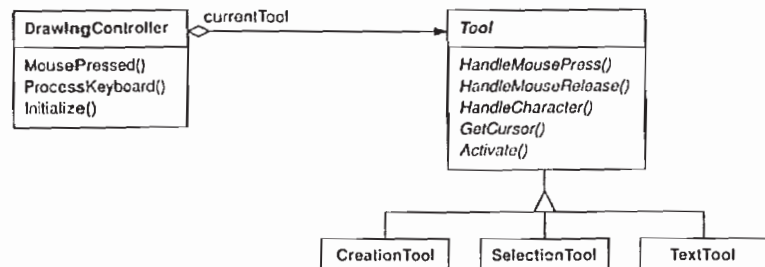 DrawingController
currentTool
Tool
MousePressed()
ProcessKeyboard()
Initialize()
HandleMousePress()
HandleMouseRelease()
HandleCharacter()
GetCursor()
Activate()
CreationTool
SelectionTool
TextTool